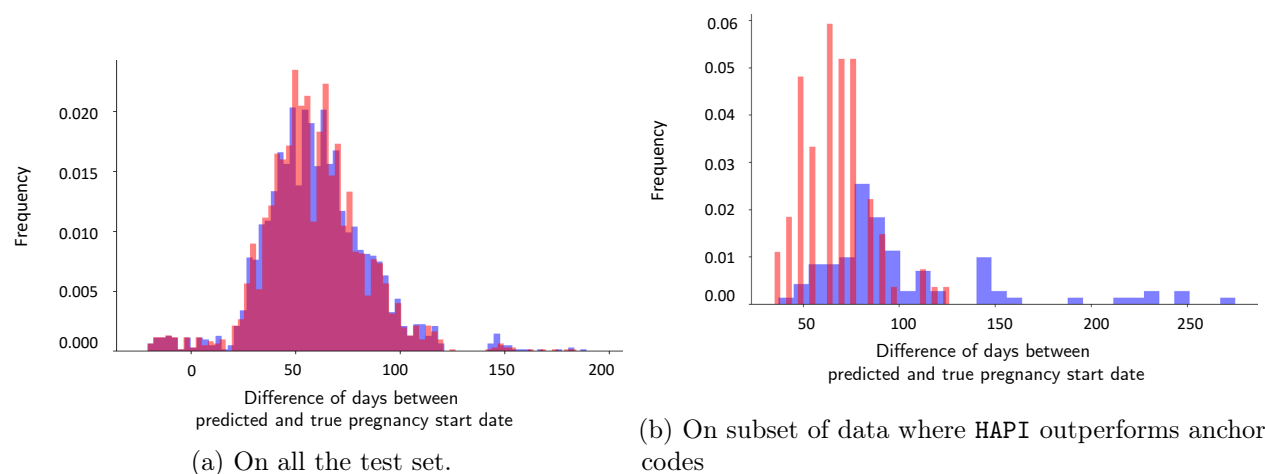 0.020
0.015
0.010
0.005
0.000
Frequency
0
50
100
150
200
Difference of days between
predicted and true pregnancy start date
(a) On all the test set.
0.06
0.05
0.04
0.03
0.02
0.01
0.00
Frequency
50
100
150
200
250
Difference of days between
predicted and true pregnancy start date
(b) On subset of data where HAPI outperforms anchor
codes